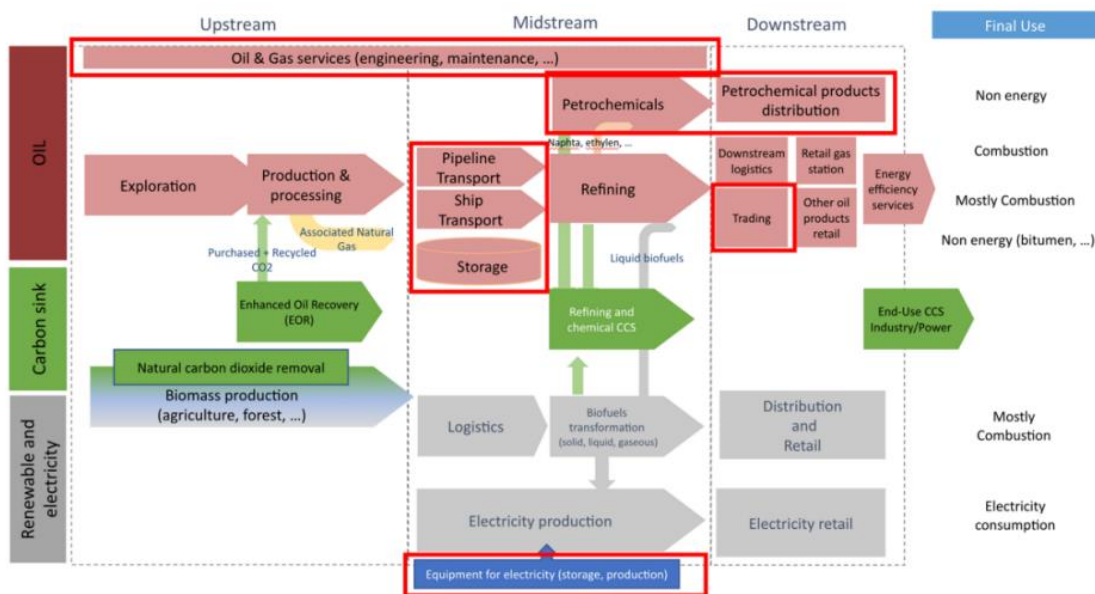 Upstream
Midstream
Downstream
Final Use
OIL
Oil & Gas services (engineering, maintenance, …)
Petrochemicals
Petrochemical products
distribution
Non energy
Naphta, ethylen, …
Exploration
Production &
processing
Associated Natural
Gas
Purchased + Recycled
CO2
Pipeline
Transport
Ship
Transport
Storage
Refining
Liquid biofuels
Downstream
logistics
Retail gas
station
Trading
Other oil
products
retail
Energy
efficiency
services
Combustion
Mostly Combustion
Non energy (bitumen, …)
Carbon sink
Enhanced Oil Recovery
(EOR)
Refining and
chemical CCS
End-Use CCS
Industry/Power
Natural carbon dioxide removal
Biomass production
(agriculture, forest, …)
Renewable and
electricity
Logistics
Biofuels
transformation
(solid, liquid, gaseous)
Distribution
and
Retail
Mostly
Combustion
Electricity production
Electricity retail
Electricity
consumption
Equipment for electricity (storage, production)